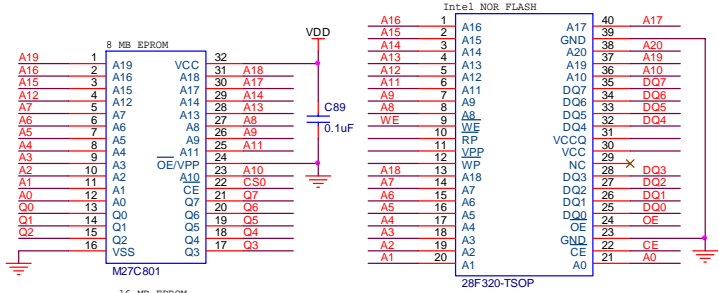 8 MB EPROM
A19 1 A19 VCC 32
A16 2 A16 A18 31 A18
A15 3 A15 A17 30 A17
A12 4 A12 A14 29 A14
A7 5 A7 A13 28 A13
A6 6 A6 A8 27 A8
A5 7 A5 A9 26 A9
A4 8 A4 A11 25 A11
A3 9 A3 OE/VPP 24
A2 10 A2 A10 23 A10
A1 11 A1 CE 22 CS0
A0 12 A0 Q7 21 Q7
Q0 13 Q0 Q6 20 Q6
Q1 14 Q1 Q5 19 Q5
Q2 15 Q2 Q4 18 Q4
16 VSS Q3 17 Q3
M27C801
VDD
C89
0.1uF
Intel NOR FLASH
A16 1 A16 A17 40 A17
A15 2 A15 GND 39
A14 3 A14 A20 38 A20
A13 4 A13 A19 37 A19
A12 5 A12 A10 36 A10
A11 6 A11 DQ7 35 DQ7
A9 7 A9 DQ6 34 DQ6
A8 8 A8 DQ5 33 DQ5
WE 9 WE DQ4 32 DQ4
10 RP VCCQ 31
11 VPP VCC 30
12 WP NC 29
A18 13 A18 DQ3 28 DQ3
A7 14 A7 DQ2 27 DQ2
A6 15 A6 DQ1 26 DQ1
A5 16 A5 DQ0 25 DQ0
A4 17 A4 OE 24 OE
A3 18 A3 GND 23
A2 19 A2 CE 22 CE
A1 20 A1 A0 21 A0
28F320-TSOP
16 MB EPROM